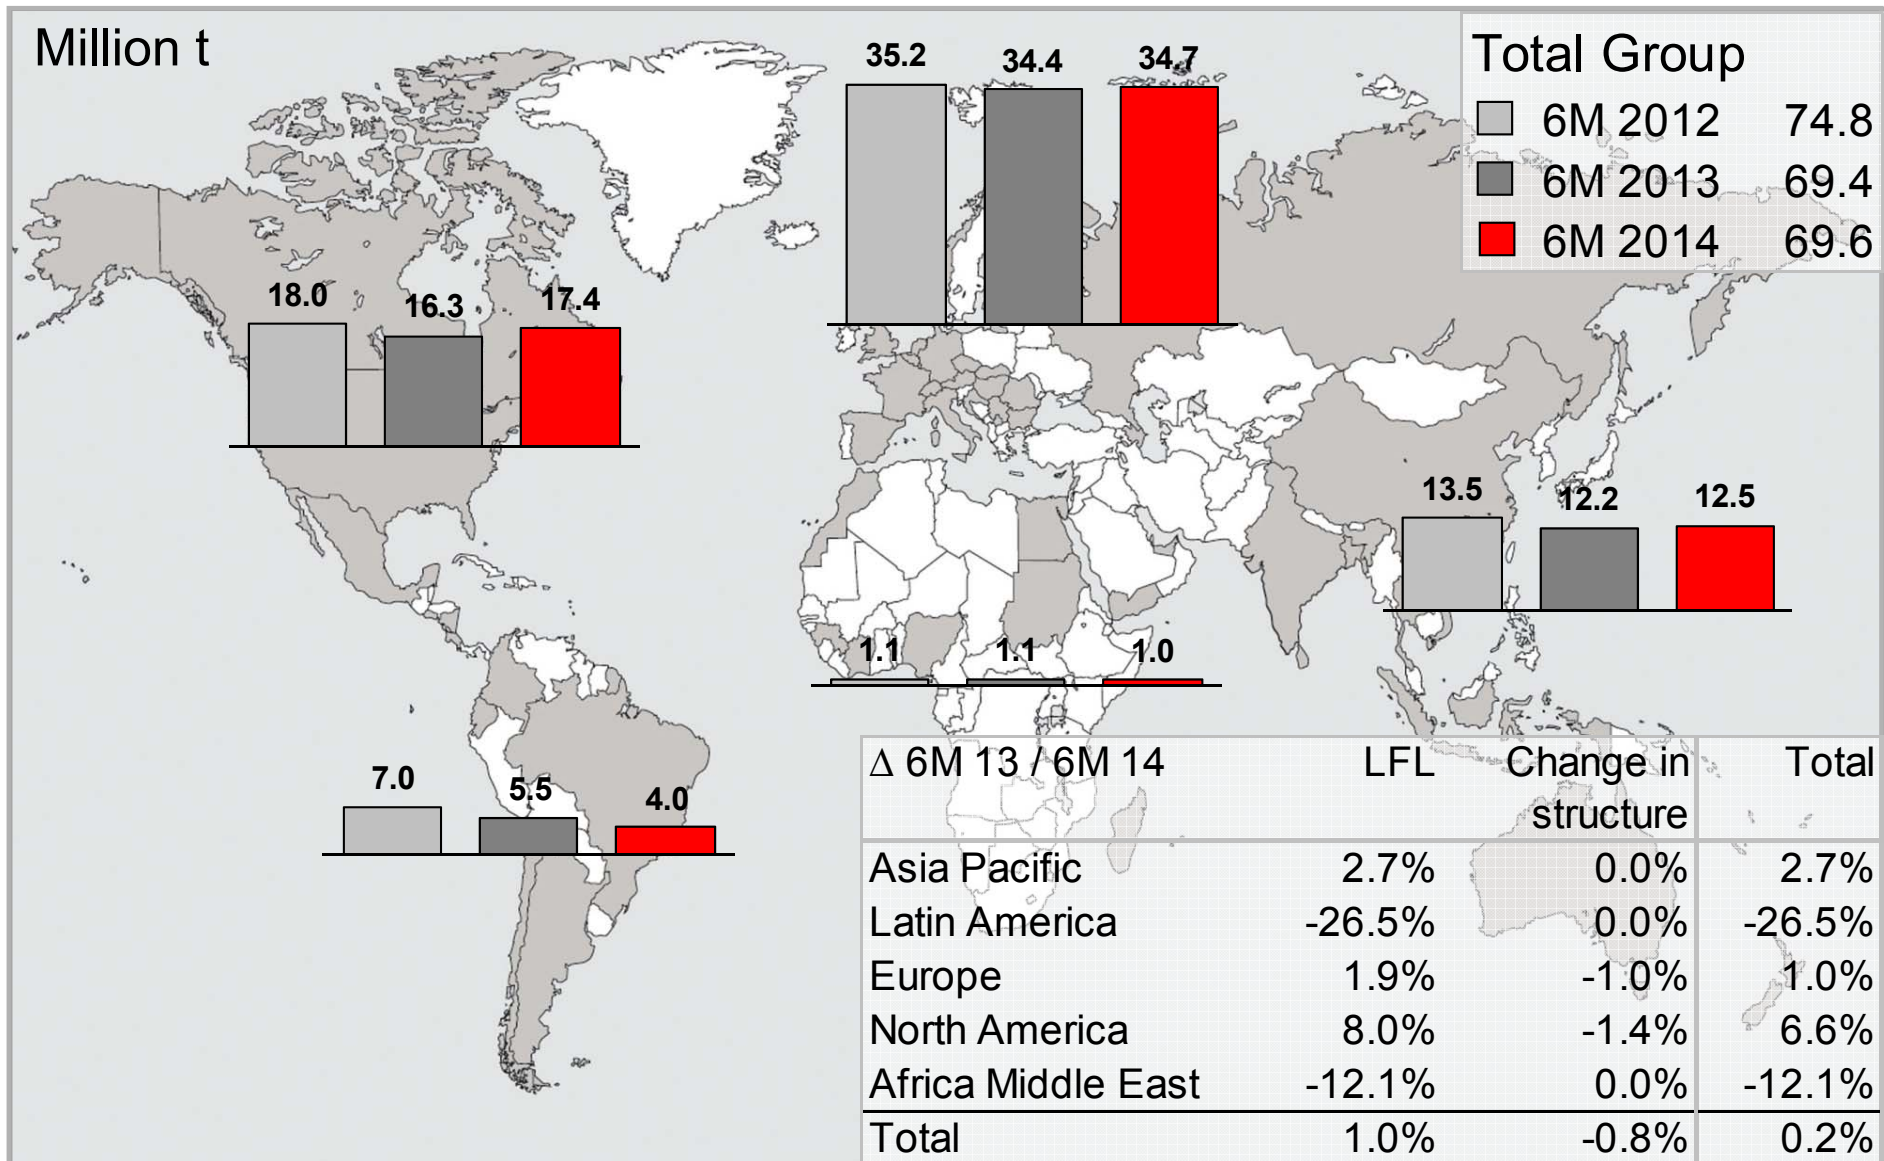 Million t
Total Group
6M 2012 74.8
6M 2013 69.4
6M 2014 69.6
35.2 34.4 34.7
18.0 16.3 17.4
13.5 12.2 12.5
1.1 1.1 1.0
7.0 5.5 4.0
Δ 6M 13 / 6M 14 LFL Change in Total
structure
Asia Pacific 2.7% 0.0% 2.7%
Latin America -26.5% 0.0% -26.5%
Europe 1.9% -1.0% 1.0%
North America 8.0% -1.4% 6.6%
Africa Middle East -12.1% 0.0% -12.1%
Total 1.0% -0.8% 0.2%